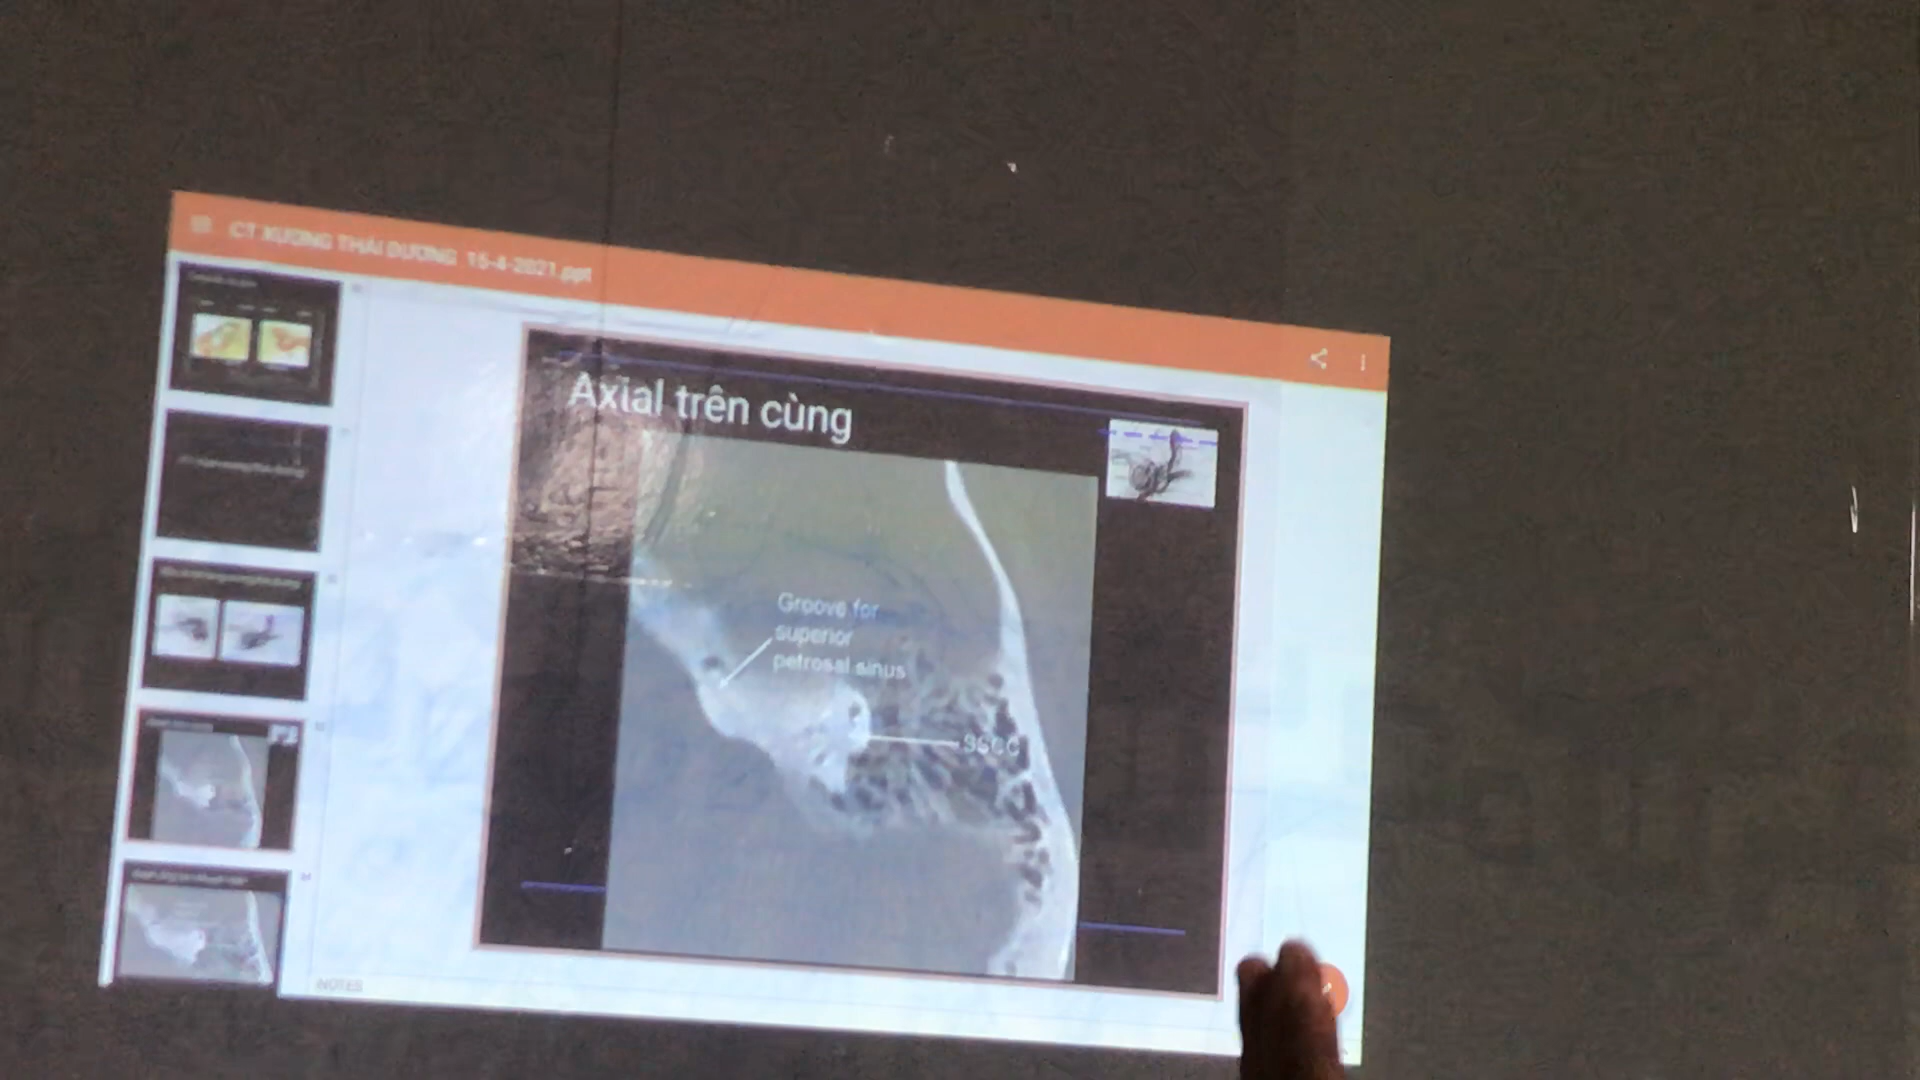 CT XƯƠNG THÁI DƯƠNG 15-4-2021.ppt
Axial trên cùng
Groove for
superior
petrosal sinus
SSCC
NOTES